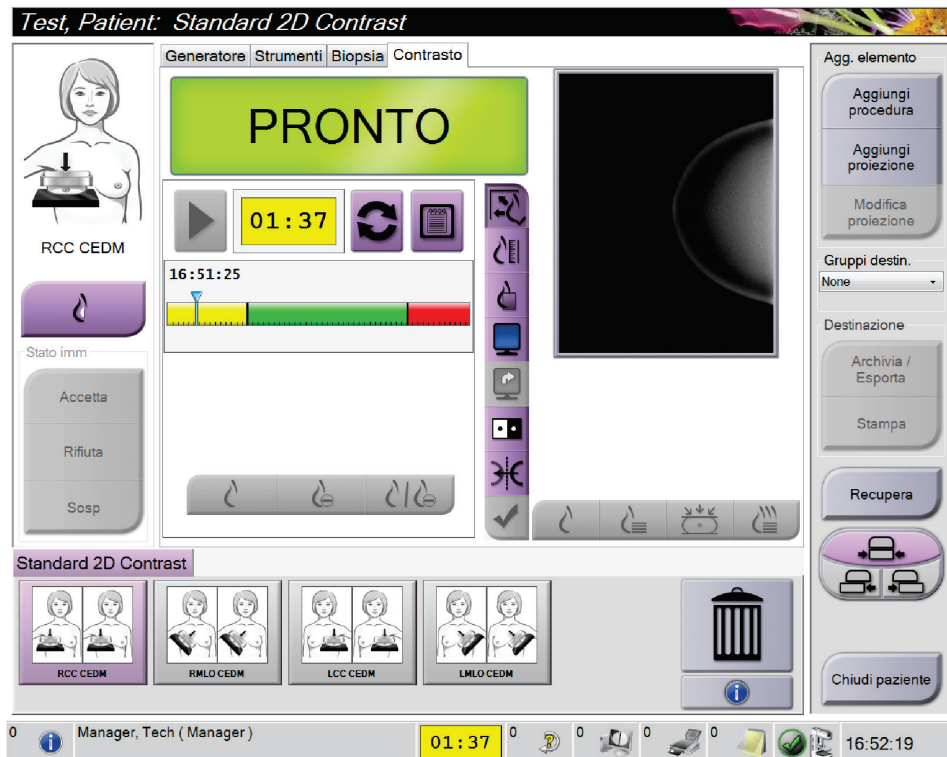 Test, Patient: Standard 2D Contrast
Generatore Strumenti Biopsia Contrasto
PRONTO
RCC CEDM
01:37
16:51:25
Stato imm
Accetta
Rifiuta
Sosp
Agg. elemento
Aggiungi
procedura
Aggiungi
proiezione
Modifica
proiezione
Gruppi destin.
None
Destinazione
Archivia /
Esporta
Stampa
Recupera
Chiudi paziente
Standard 2D Contrast
RCC CEDM
RMLO CEDM
LCC CEDM
LMLO CEDM
0 Manager, Tech ( Manager ) 01:37 0 0 0 0 16:52:19